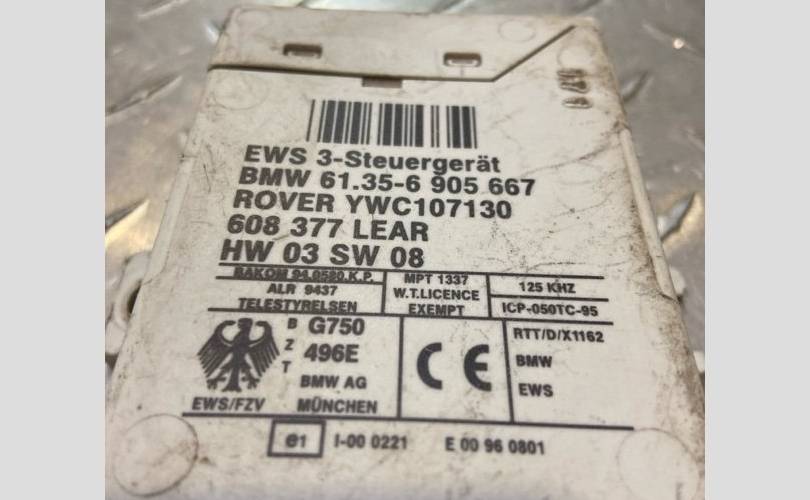 EWS 3-Steuergerät
BMW 61.35-6 905 667
ROVER YWC107130
608 377 LEAR
HW 03 SW 08
BAKOM 94.0580.K.P.
ALR 9437
TELESTYRELSEN
MPT 1337
W.T.LICENCE
EXEMPT
125 KHZ
ICP-050TC-95
BZT
G750
496E
BMW AG
EWS/FZV MÜNCHEN
CE
RTT/D/X1162
BMW
EWS
e1 I-00 0221 E 00 96 0801